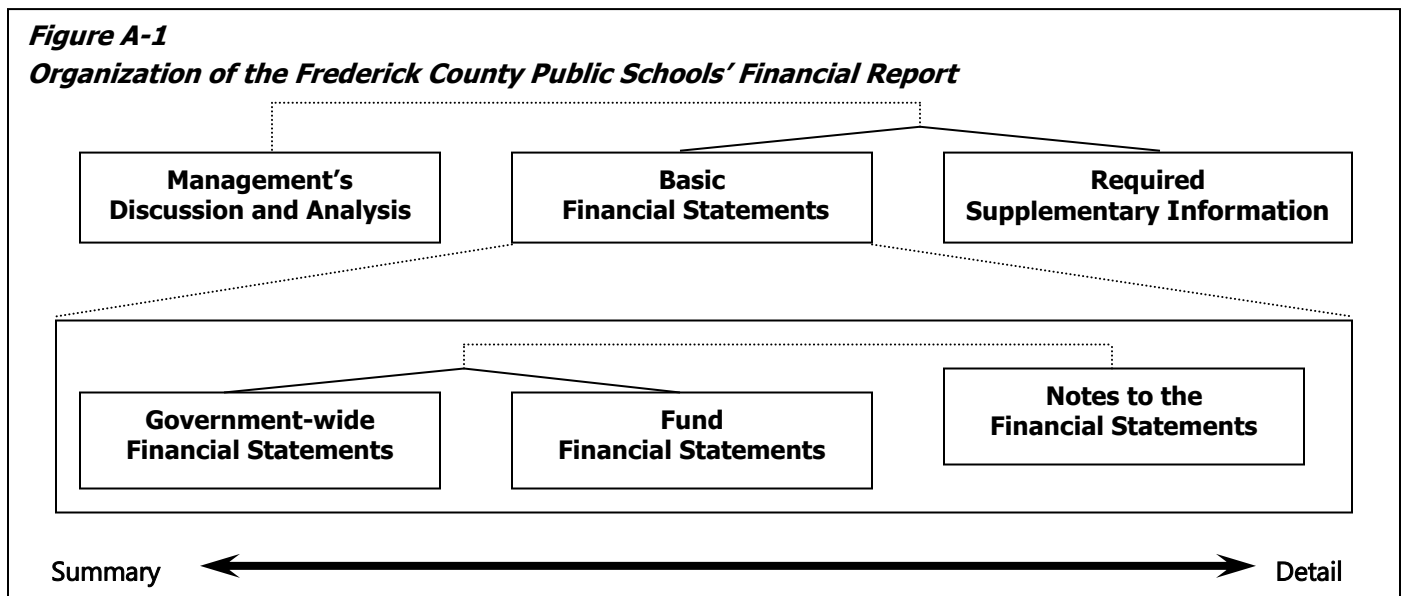 Figure A-1
Organization of the Frederick County Public Schools’ Financial Report
Management’s
Discussion and Analysis
Basic
Financial Statements
Required
Supplementary Information
Government-wide
Financial Statements
Fund
Financial Statements
Notes to the
Financial Statements
Summary
Detail